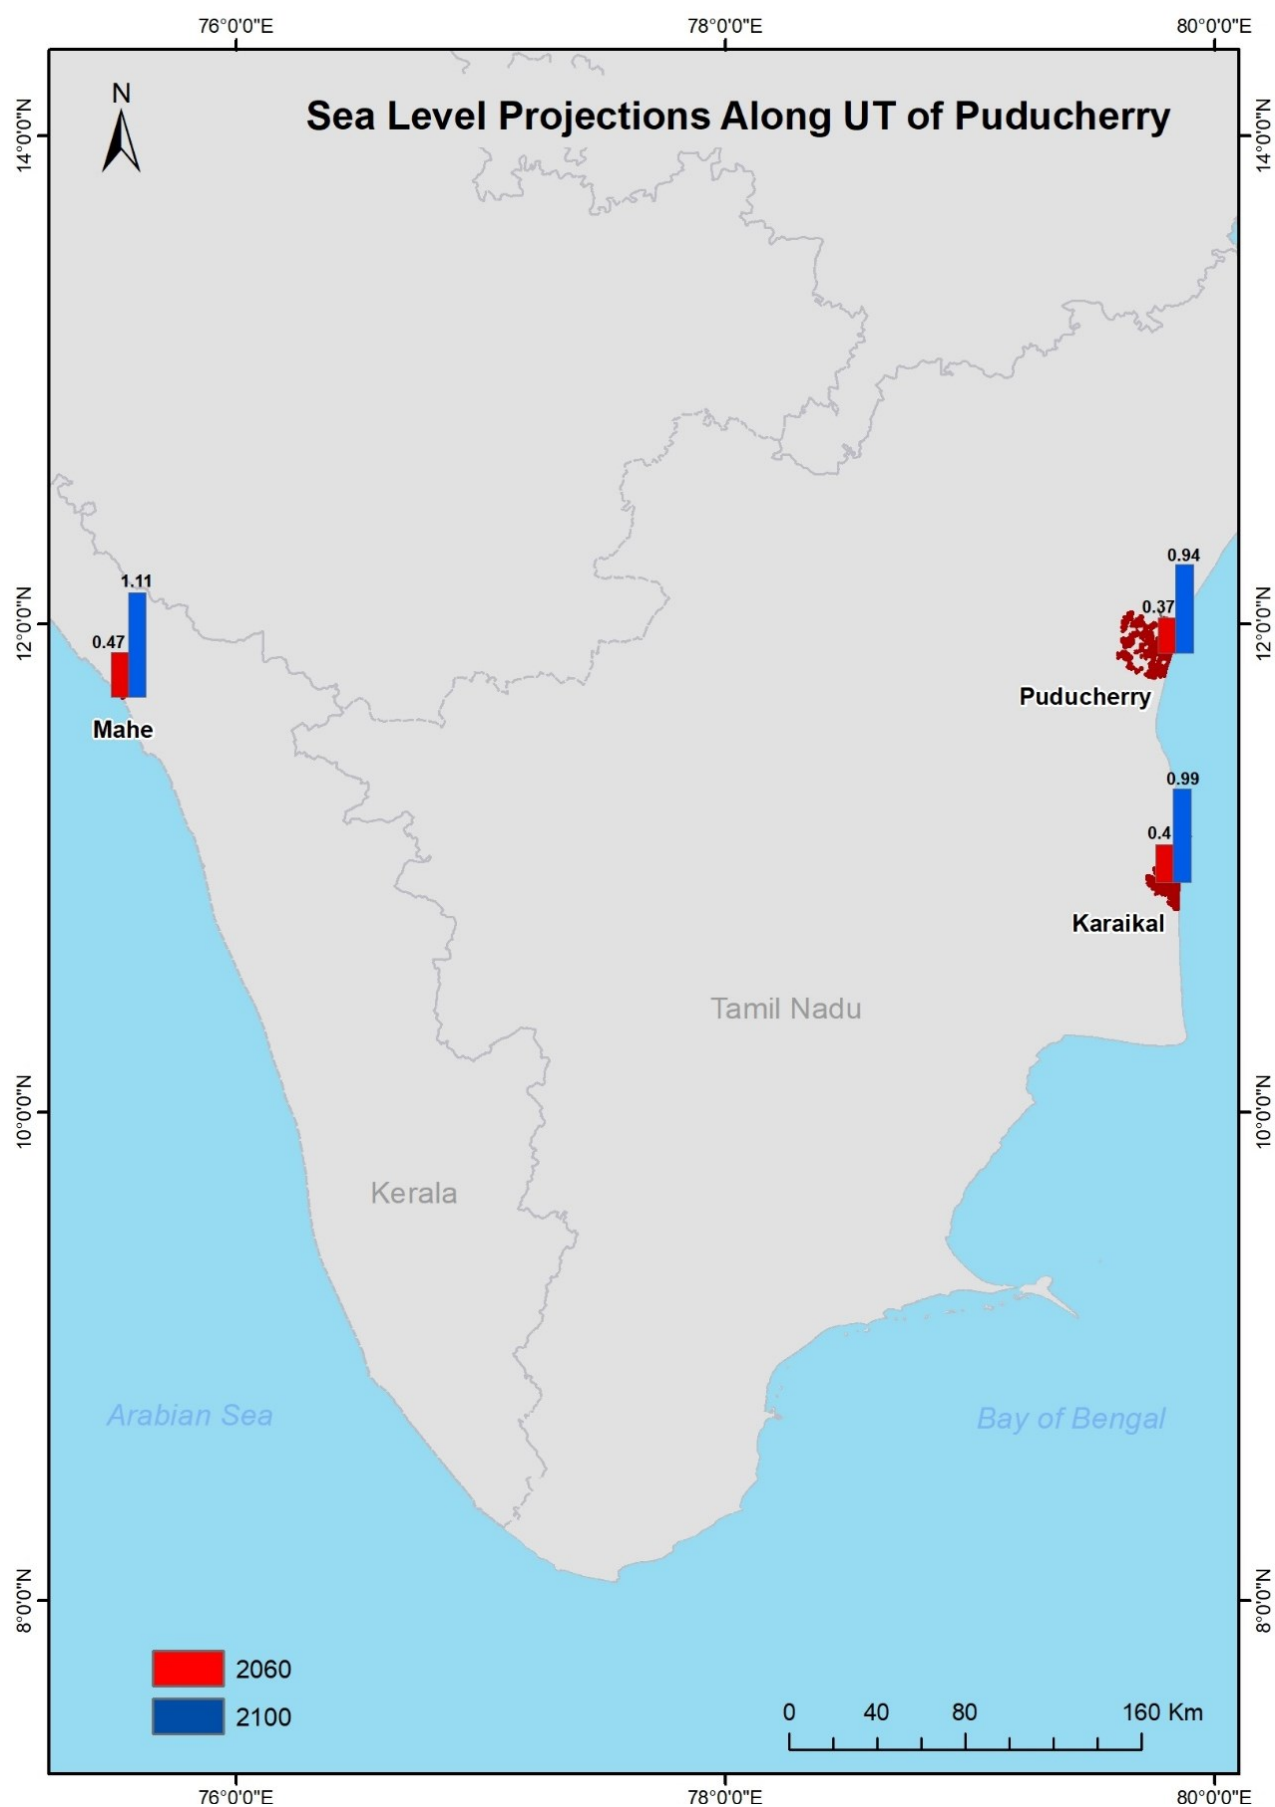 76°0'0"E 78°0'0"E 80°0'0"E
N
Sea Level Projections Along UT of Puducherry
14°0'0"N 14°0'0"N
0.94
1.11
0.37
12°0'0"N 12°0'0"N
0.47
Puducherry
Mahe
0.99
0.4
Karaikal
Tamil Nadu
10°0'0"N 10°0'0"N
Kerala
Arabian Sea
Bay of Bengal
8°0'0"N 8°0'0"N
2060
2100
0 40 80 160 Km
76°0'0"E 78°0'0"E 80°0'0"E